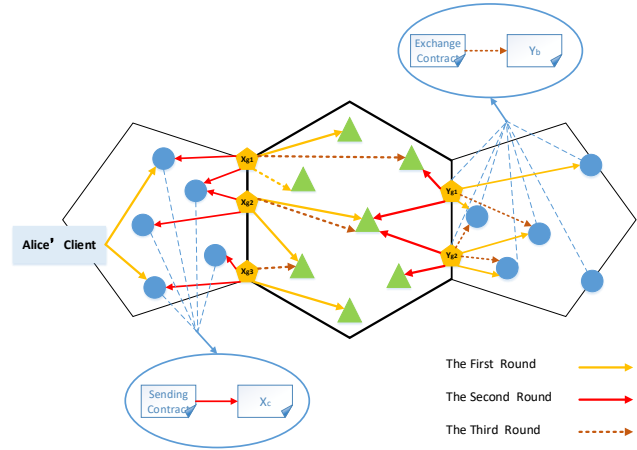 Exchange
Contract
Yb
Xg1
Xg2
Yg1
Alice’ Client
Yg2
Xg3
The First Round
Sending
Contract
Xc
The Second Round
The Third Round